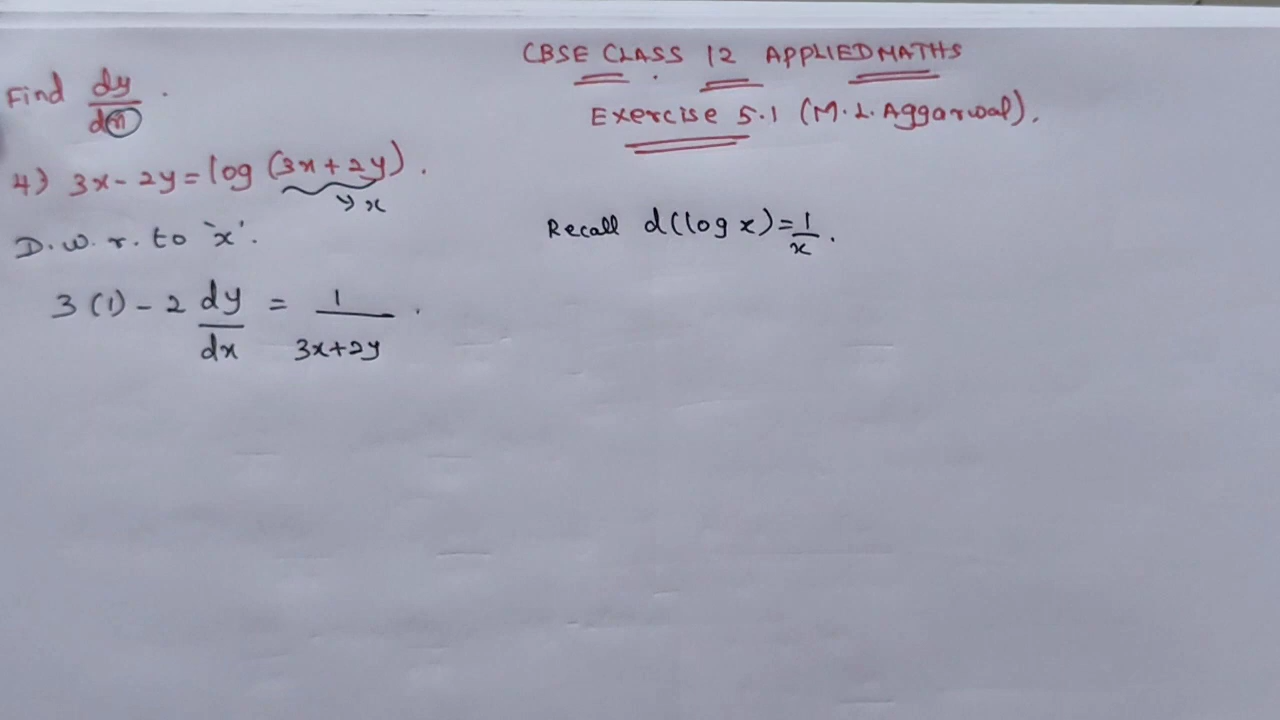 CBSE CLASS 12 APPLIED MATHS
Exercise 5.1 (M.L. Aggarwal).
Find dy/dx.
4) 3x - 2y = log (3x + 2y).
x
D.w.r.to 'x'.
Recall d(log x) = 1/x.
3(1) - 2 dy/dx = 1/3x+2y.